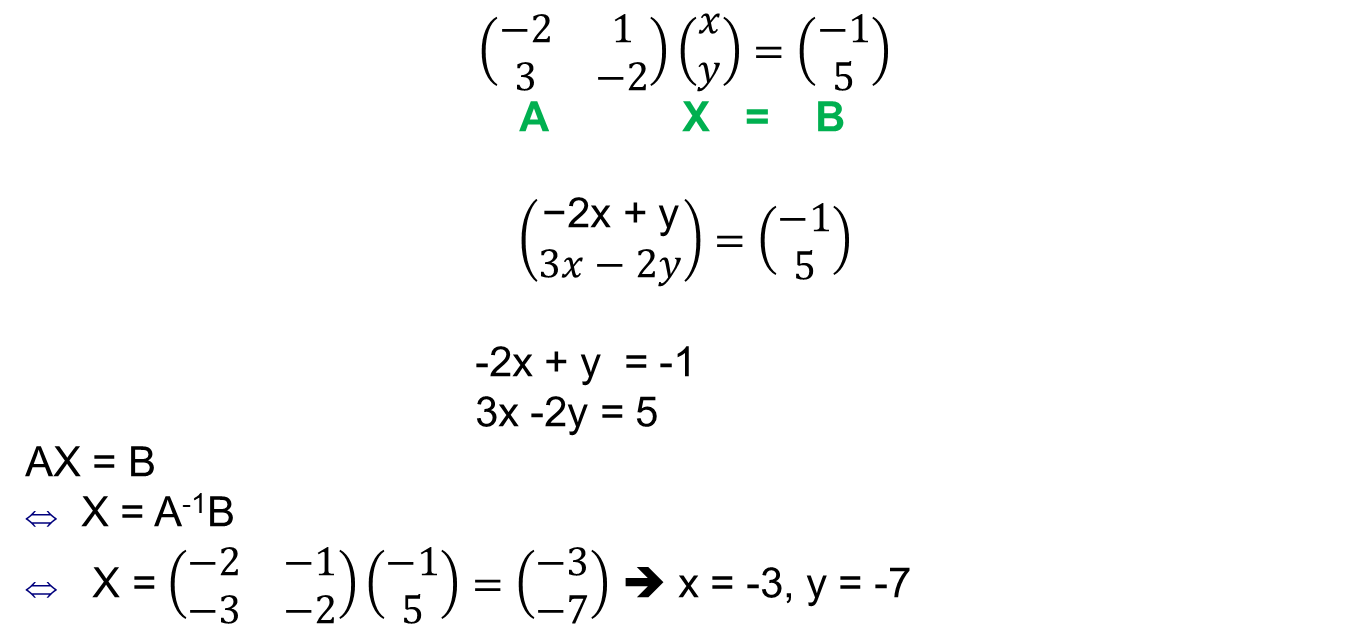 (−2 1
3 −2)(x
y) = (−1
5)
A X = B
(−2x + y
3x − 2y) = (−1
5)
-2x + y = -1
3x -2y = 5
AX = B
⇔ X = A⁻¹B
⇔ X = (−2 −1
−3 −2)(−1
5) = (−3
−7) ➔ x = -3, y = -7